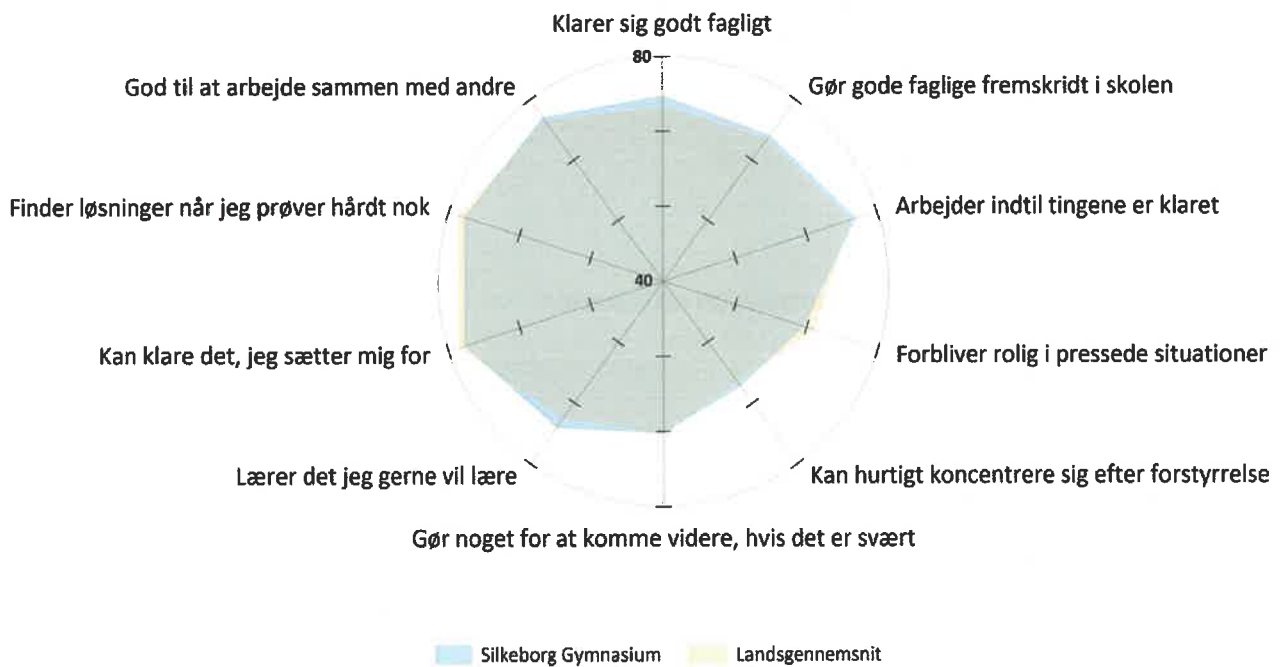 Klarer sig godt fagligt
80
God til at arbejde sammen med andre
Gør gode faglige fremskridt i skolen
Finder løsninger når jeg prøver hårdt nok
Arbejder indtil tingene er klaret
40
Kan klare det, jeg sætter mig for
Forbliver rolig i pressede situationer
Lærer det jeg gerne vil lære
Kan hurtigt koncentrere sig efter forstyrrelse
Gør noget for at komme videre, hvis det er svært
Silkeborg Gymnasium
Landsgennemsnit